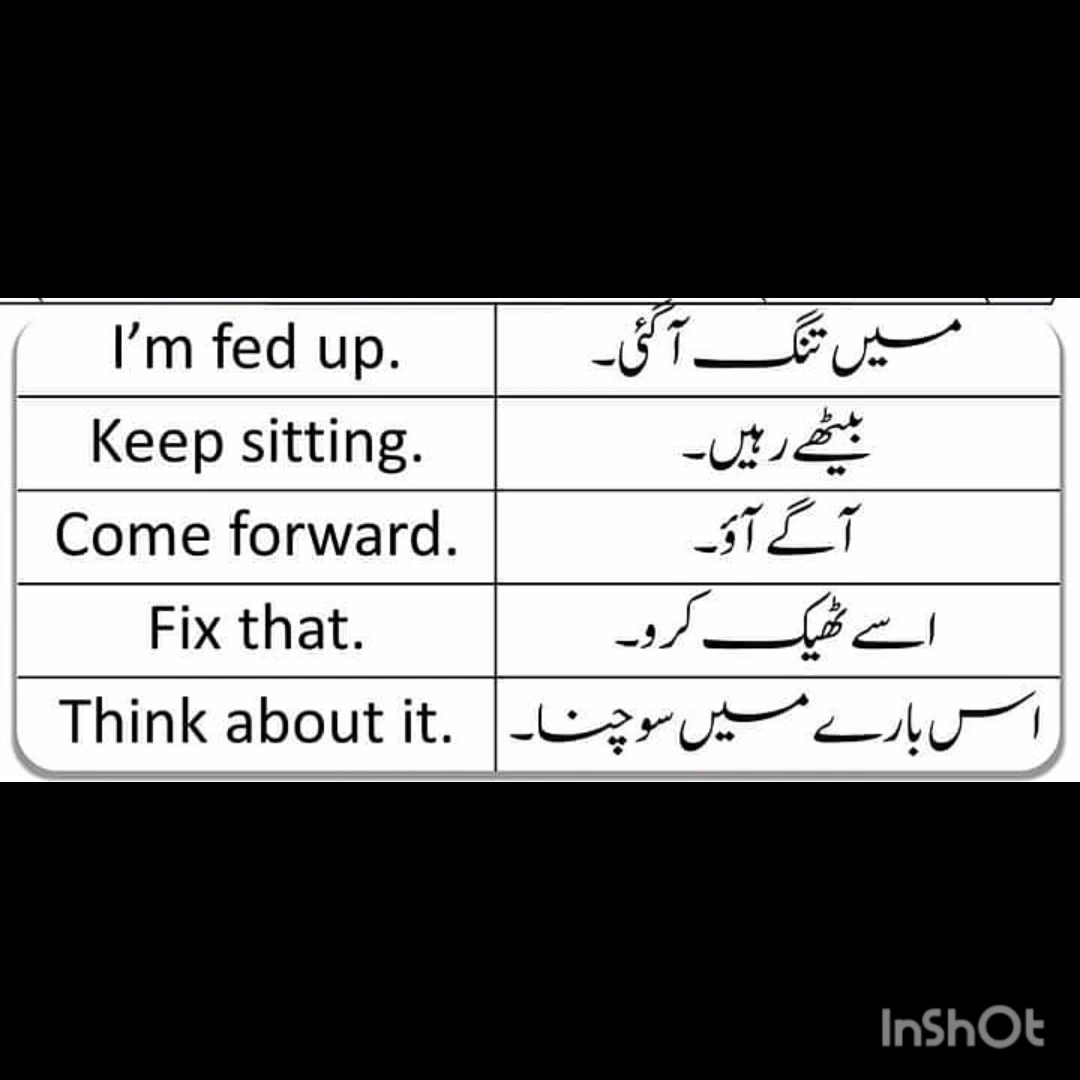 I'm fed up. میں تنگ آ گئی۔
Keep sitting. بیٹھے رہیں۔
Come forward. آگے آؤ۔
Fix that. اسے ٹھیک کرو۔
Think about it. اس بارے میں سوچنا۔
InShOt